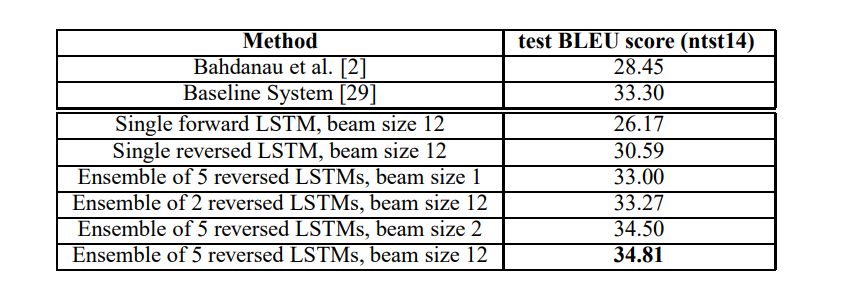 Method test BLEU score (ntst14)
Bahdanau et al. [2] 28.45
Baseline System [29] 33.30
Single forward LSTM, beam size 12 26.17
Single reversed LSTM, beam size 12 30.59
Ensemble of 5 reversed LSTMs, beam size 1 33.00
Ensemble of 2 reversed LSTMs, beam size 12 33.27
Ensemble of 5 reversed LSTMs, beam size 2 34.50
Ensemble of 5 reversed LSTMs, beam size 12 34.81